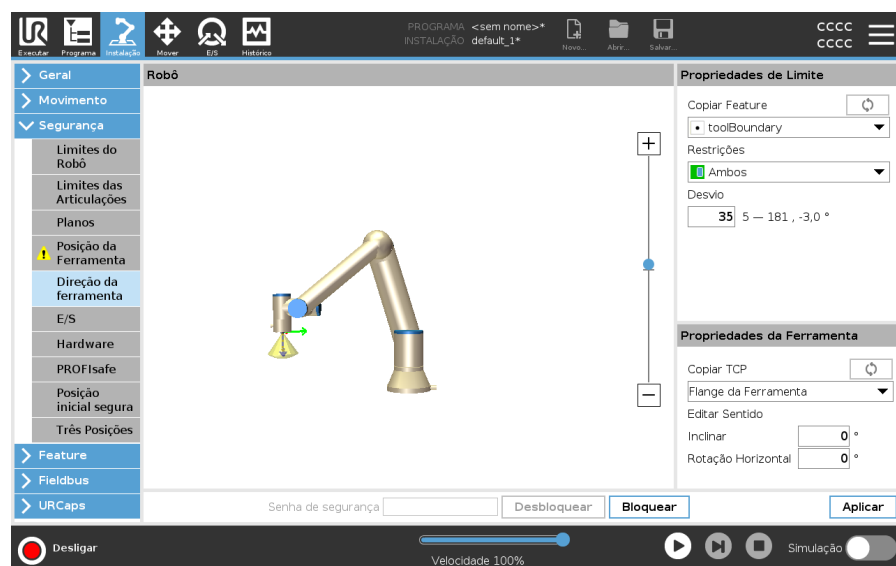 PROGRAMA <sem nome>*
INSTALAÇÃO default_1*
Executar
Programa
Instalação
Mover
E/S
Histórico
Novo...
Abrir...
Salvar...
cccc
cccc
Geral
Movimento
Segurança
Limites do
Robô
Limites das
Articulações
Planos
Posição da
Ferramenta
Direção da
ferramenta
E/S
Hardware
PROFIsafe
Posição
inicial segura
Três Posições
Feature
Fieldbus
URCaps
Robô
Propriedades de Limite
Copiar Feature
toolBoundary
Restrições
Ambos
Desvio
35 5 — 181 , -3,0 °
Propriedades da Ferramenta
Copiar TCP
Flange da Ferramenta
Editar Sentido
Inclinar 0 °
Rotação Horizontal 0 °
Senha de segurança
Desbloquear
Bloquear
Aplicar
Desligar
Velocidade 100%
Simulação